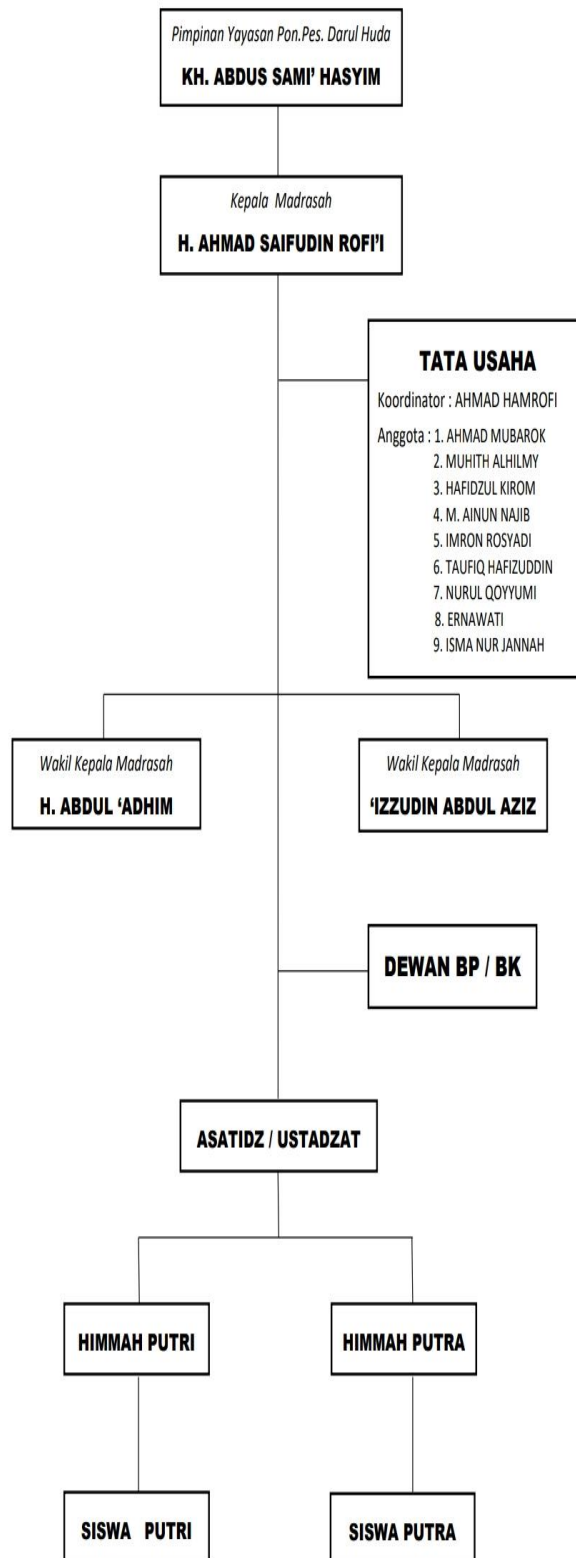 Pimpinan Yayasan Pon.Pes. Darul Huda
KH. ABDUS SAMI' HASYIM
Kepala Madrasah
H. AHMAD SAIFUDIN ROFI'I
TATA USAHA
Koordinator : AHMAD HAMROFI
Anggota : 1. AHMAD MUBAROK
2. MUHITH ALHILMY
3. HAFIDZUL KIROM
4. M. AINUN NAJIB
5. IMRON ROSYADI
6. TAUFIQ HAFIZUDDIN
7. NURUL QOYYUMI
8. ERNAWATI
9. ISMA NUR JANNAH
Wakil Kepala Madrasah
H. ABDUL ‘ADHIM
Wakil Kepala Madrasah
‘IZZUDIN ABDUL AZIZ
DEWAN BP / BK
ASATIDZ / USTADZAT
HIMMAH PUTRI
HIMMAH PUTRA
SISWA PUTRI
SISWA PUTRA